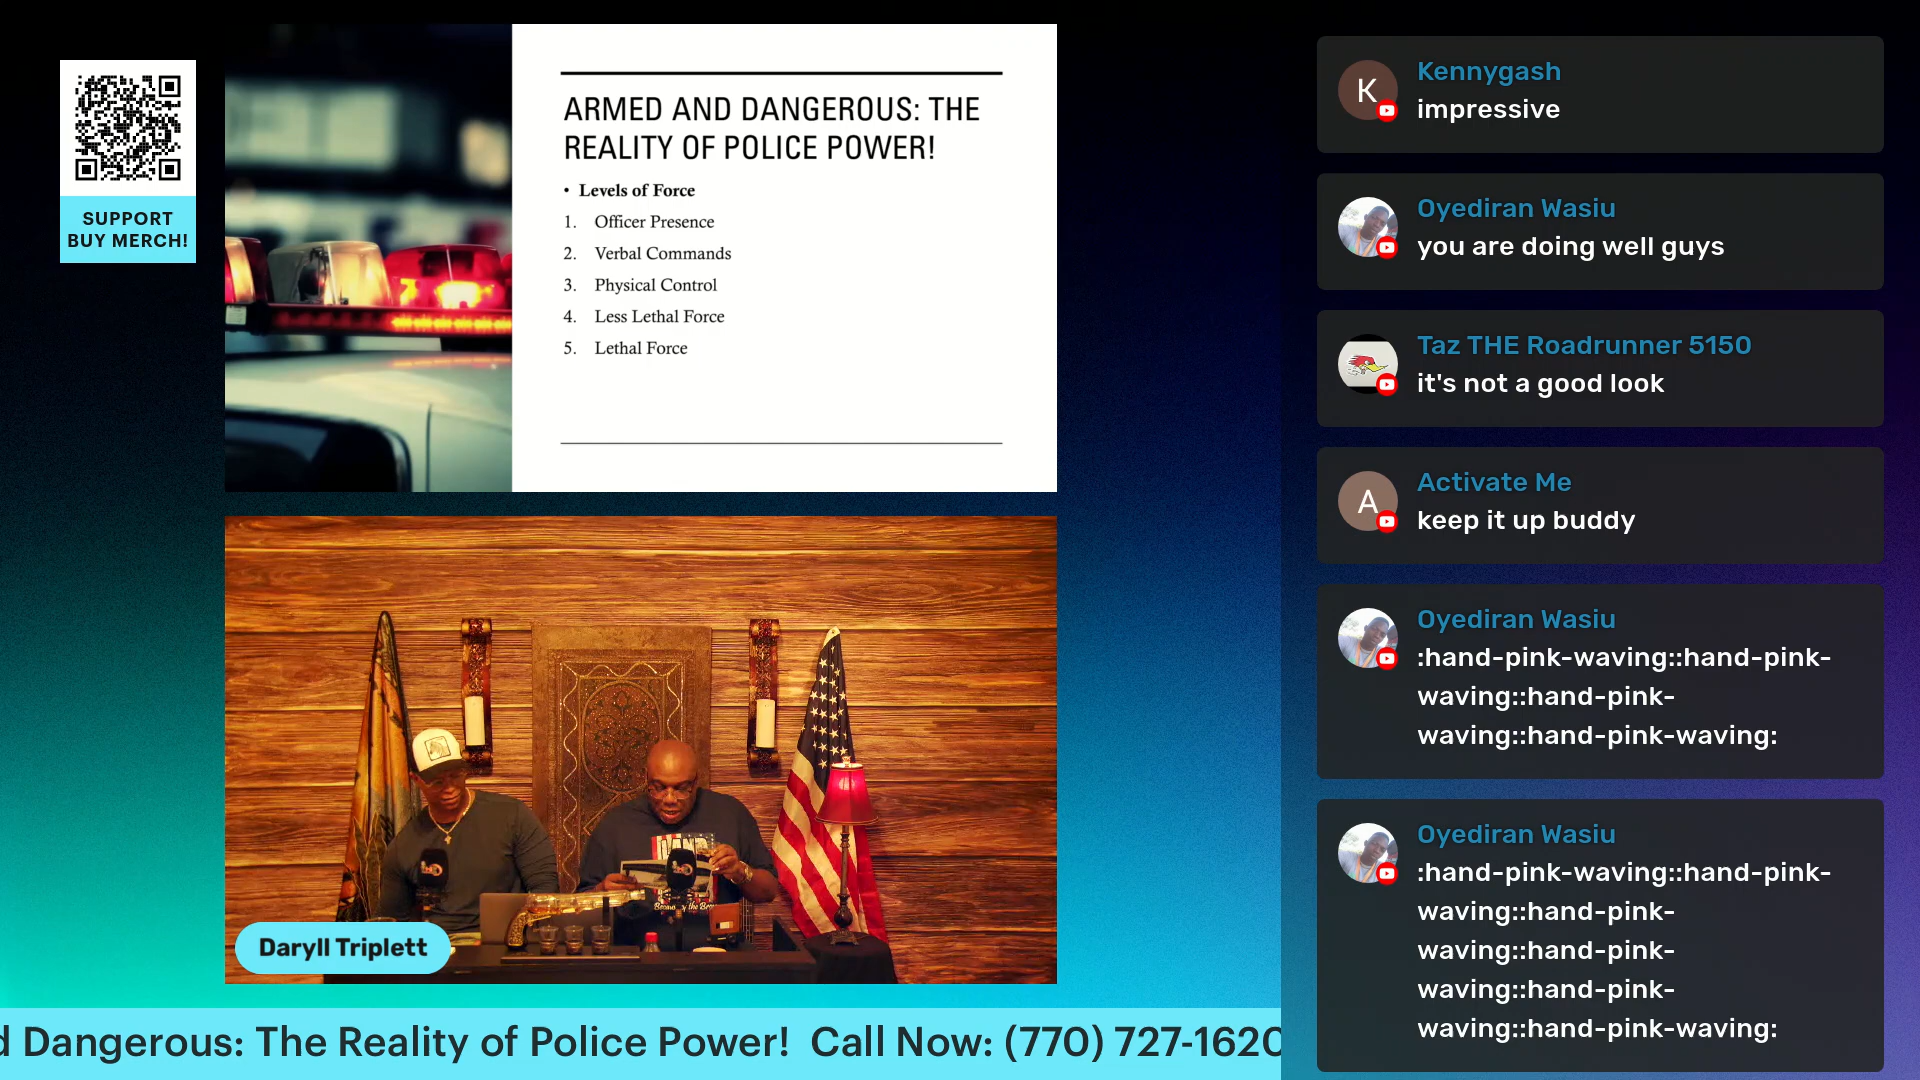 SUPPORT
BUY MERCH!
ARMED AND DANGEROUS: THE
REALITY OF POLICE POWER!
• Levels of Force
1. Officer Presence
2. Verbal Commands
3. Physical Control
4. Less Lethal Force
5. Lethal Force
Daryll Triplett
d Dangerous: The Reality of Police Power! Call Now: (770) 727-1620
K
Kennygash
impressive
Oyediran Wasiu
you are doing well guys
Taz THE Roadrunner 5150
it's not a good look
A
Activate Me
keep it up buddy
Oyediran Wasiu
:hand-pink-waving::hand-pink-
waving::hand-pink-
waving::hand-pink-waving:
Oyediran Wasiu
:hand-pink-waving::hand-pink-
waving::hand-pink-
waving::hand-pink-
waving::hand-pink-
waving::hand-pink-waving: